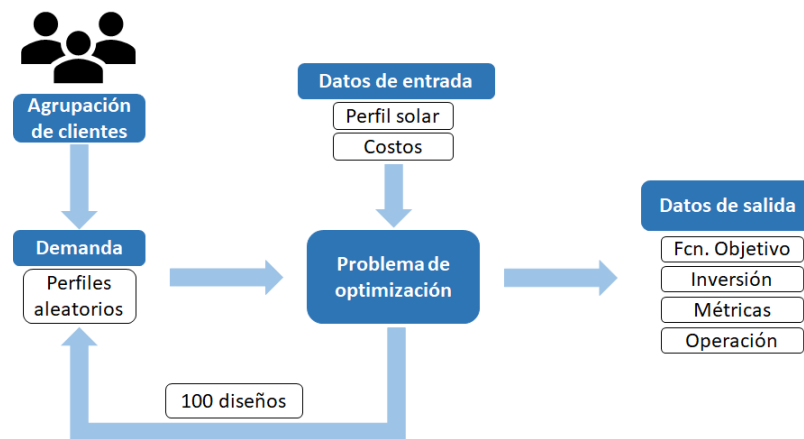 Agrupación
de clientes
Datos de entrada
Perfil solar
Costos
Demanda
Perfiles
aleatorios
Problema de
optimización
Datos de salida
Fcn. Objetivo
Inversión
Métricas
Operación
100 diseños